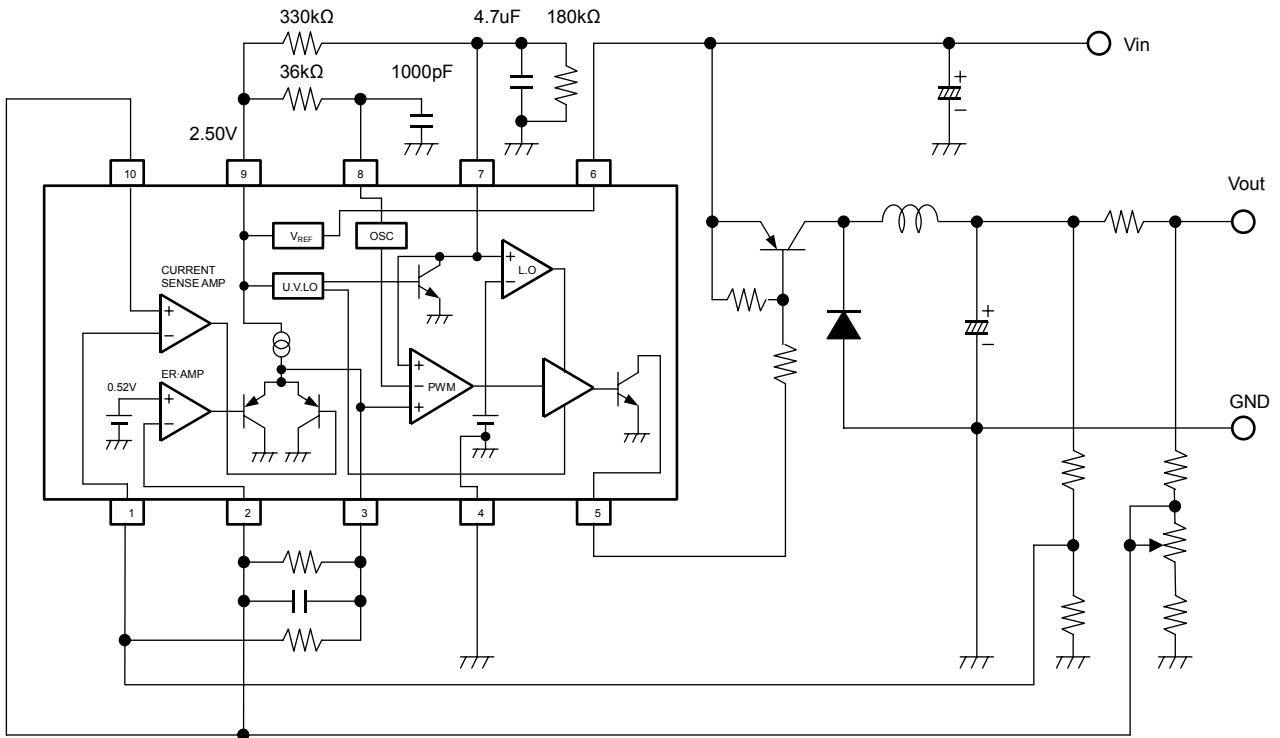 330kΩ
4.7uF
180kΩ
Vin
36kΩ
1000pF
+
−
2.50V
10
9
8
7
6
Vout
VREF
OSC
CURRENT
SENSE AMP
U.V.LO
+
L.O
−
+
−
+
−
PWM
+
+
−
0.52V
ER·AMP
+
−
GND
1
2
3
4
5